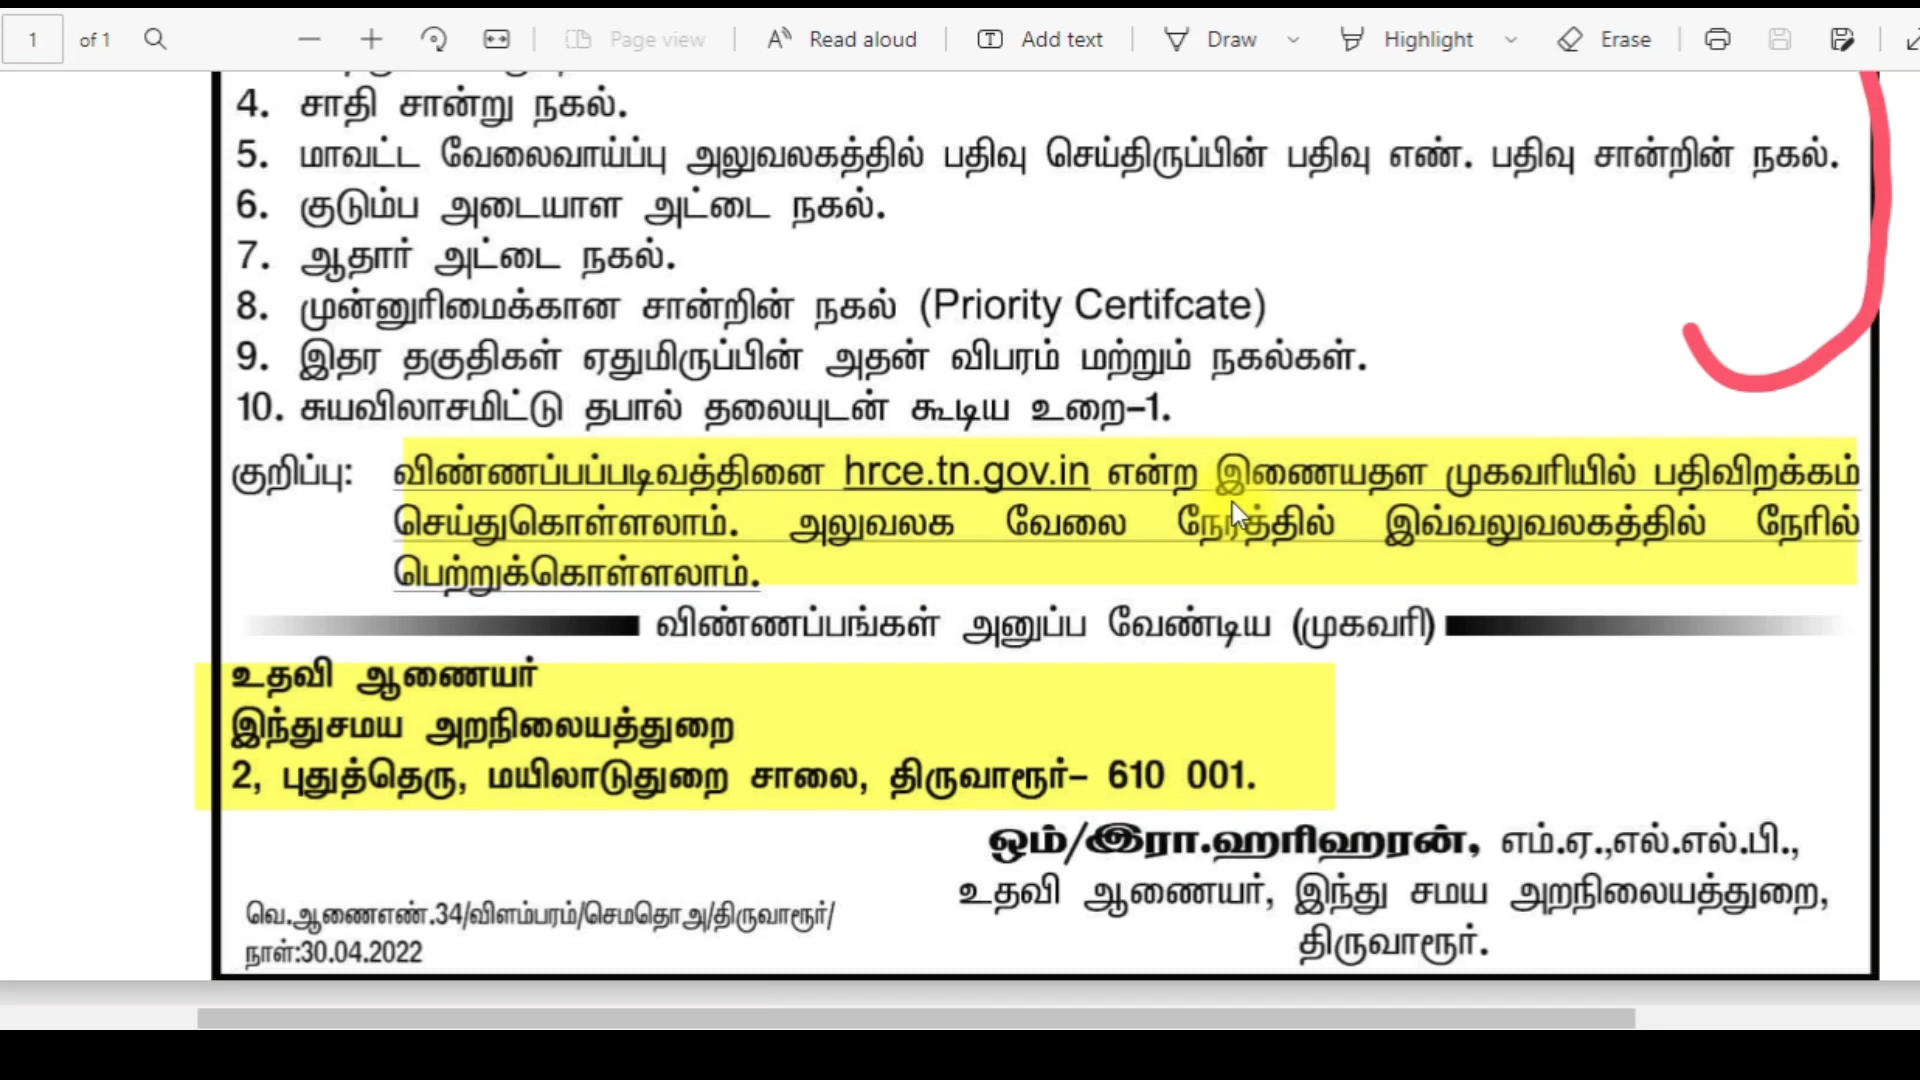 1 of 1 Page view Read aloud Add text Draw Highlight Erase
4. சாதி சான்று நகல்.
5. மாவட்ட வேலைவாய்ப்பு அலுவலகத்தில் பதிவு செய்திருப்பின் பதிவு எண். பதிவு சான்றின் நகல்.
6. குடும்ப அடையாள அட்டை நகல்.
7. ஆதார் அட்டை நகல்.
8. முன்னுரிமைக்கான சான்றின் நகல் (Priority Certifcate)
9. இதர தகுதிகள் ஏதுமிருப்பின் அதன் விபரம் மற்றும் நகல்கள்.
10. சுயவிலாசமிட்டு தபால் தலையுடன் கூடிய உறை–1.
குறிப்பு: விண்ணப்பப்படிவத்தினை hrce.tn.gov.in என்ற இணையதள முகவரியில் பதிவிறக்கம்
செய்துகொள்ளலாம். அலுவலக வேலை நேரத்தில் இவ்வலுவலகத்தில் நேரில்
பெற்றுக்கொள்ளலாம்.
விண்ணப்பங்கள் அனுப்ப வேண்டிய (முகவரி)
உதவி ஆணையர்
இந்துசமய அறநிலையத்துறை
2, புதுத்தெரு, மயிலாடுதுறை சாலை, திருவாரூர்– 610 001.
ஒம்/இரா.ஹரிஹரன், எம்.ஏ.,எல்.எல்.பி.,
உதவி ஆணையர், இந்து சமய அறநிலையத்துறை,
திருவாரூர்.
வெ.ஆணைஎண்.34/விளம்பரம்/செமதொஅ/திருவாரூர்/
நாள்:30.04.2022